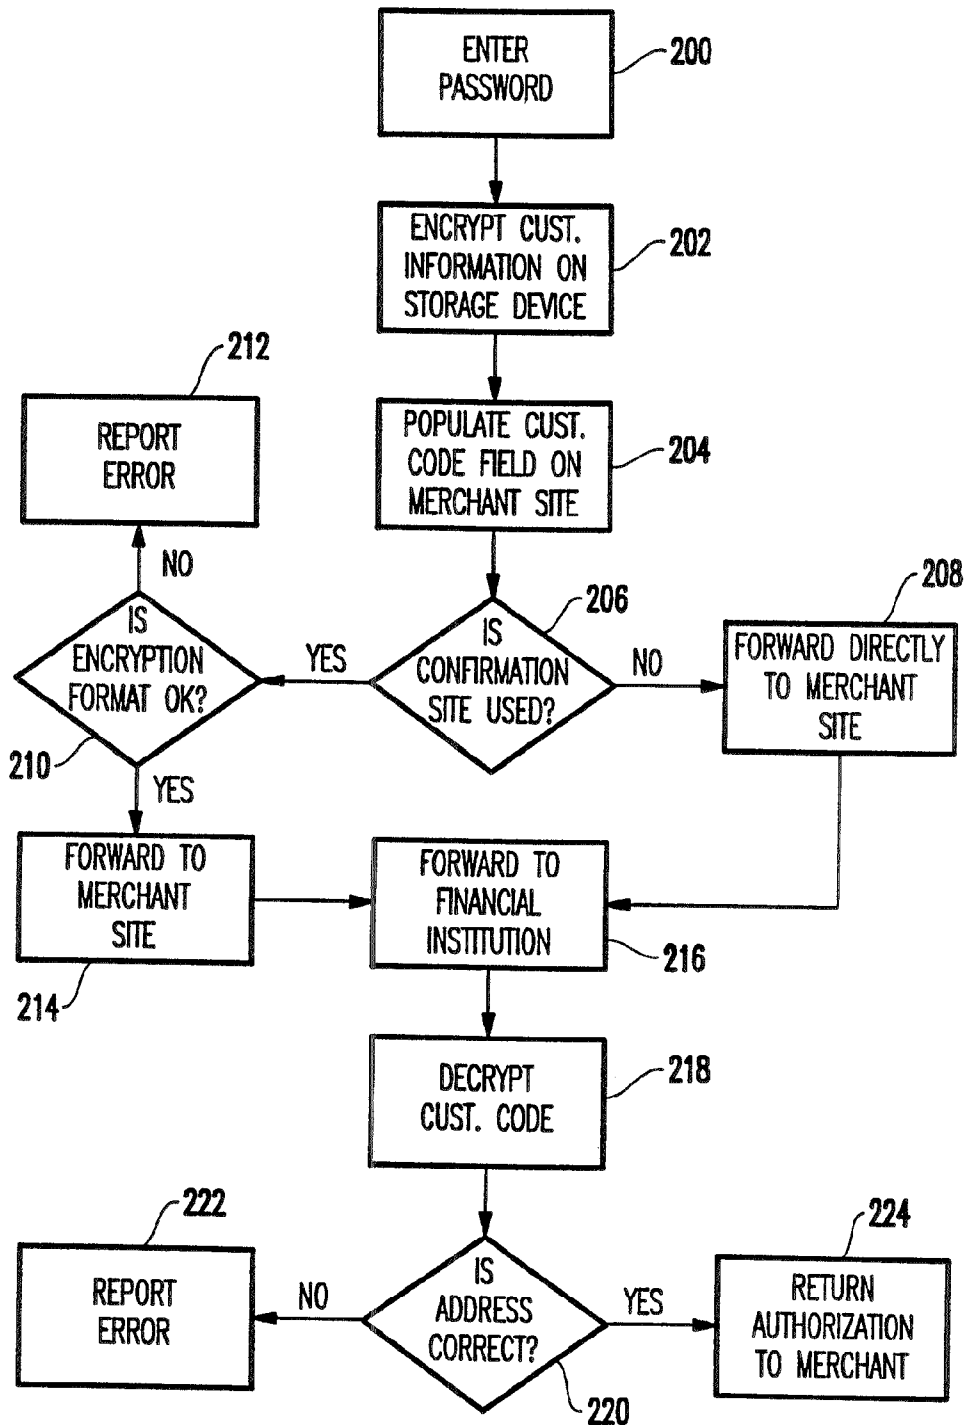 ENTER
PASSWORD
200
ENCRYPT CUST.
INFORMATION ON
STORAGE DEVICE
202
212
REPORT
ERROR
POPULATE CUST.
CODE FIELD ON
MERCHANT SITE
204
NO
206
208
IS
ENCRYPTION
FORMAT OK?
YES
IS
CONFIRMATION
SITE USED?
NO
FORWARD DIRECTLY
TO MERCHANT
SITE
210
YES
FORWARD TO
MERCHANT
SITE
214
FORWARD TO
FINANCIAL
INSTITUTION
216
DECRYPT
CUST. CODE
218
222
REPORT
ERROR
NO
IS
ADDRESS
CORRECT?
YES
220
224
RETURN
AUTHORIZATION
TO MERCHANT